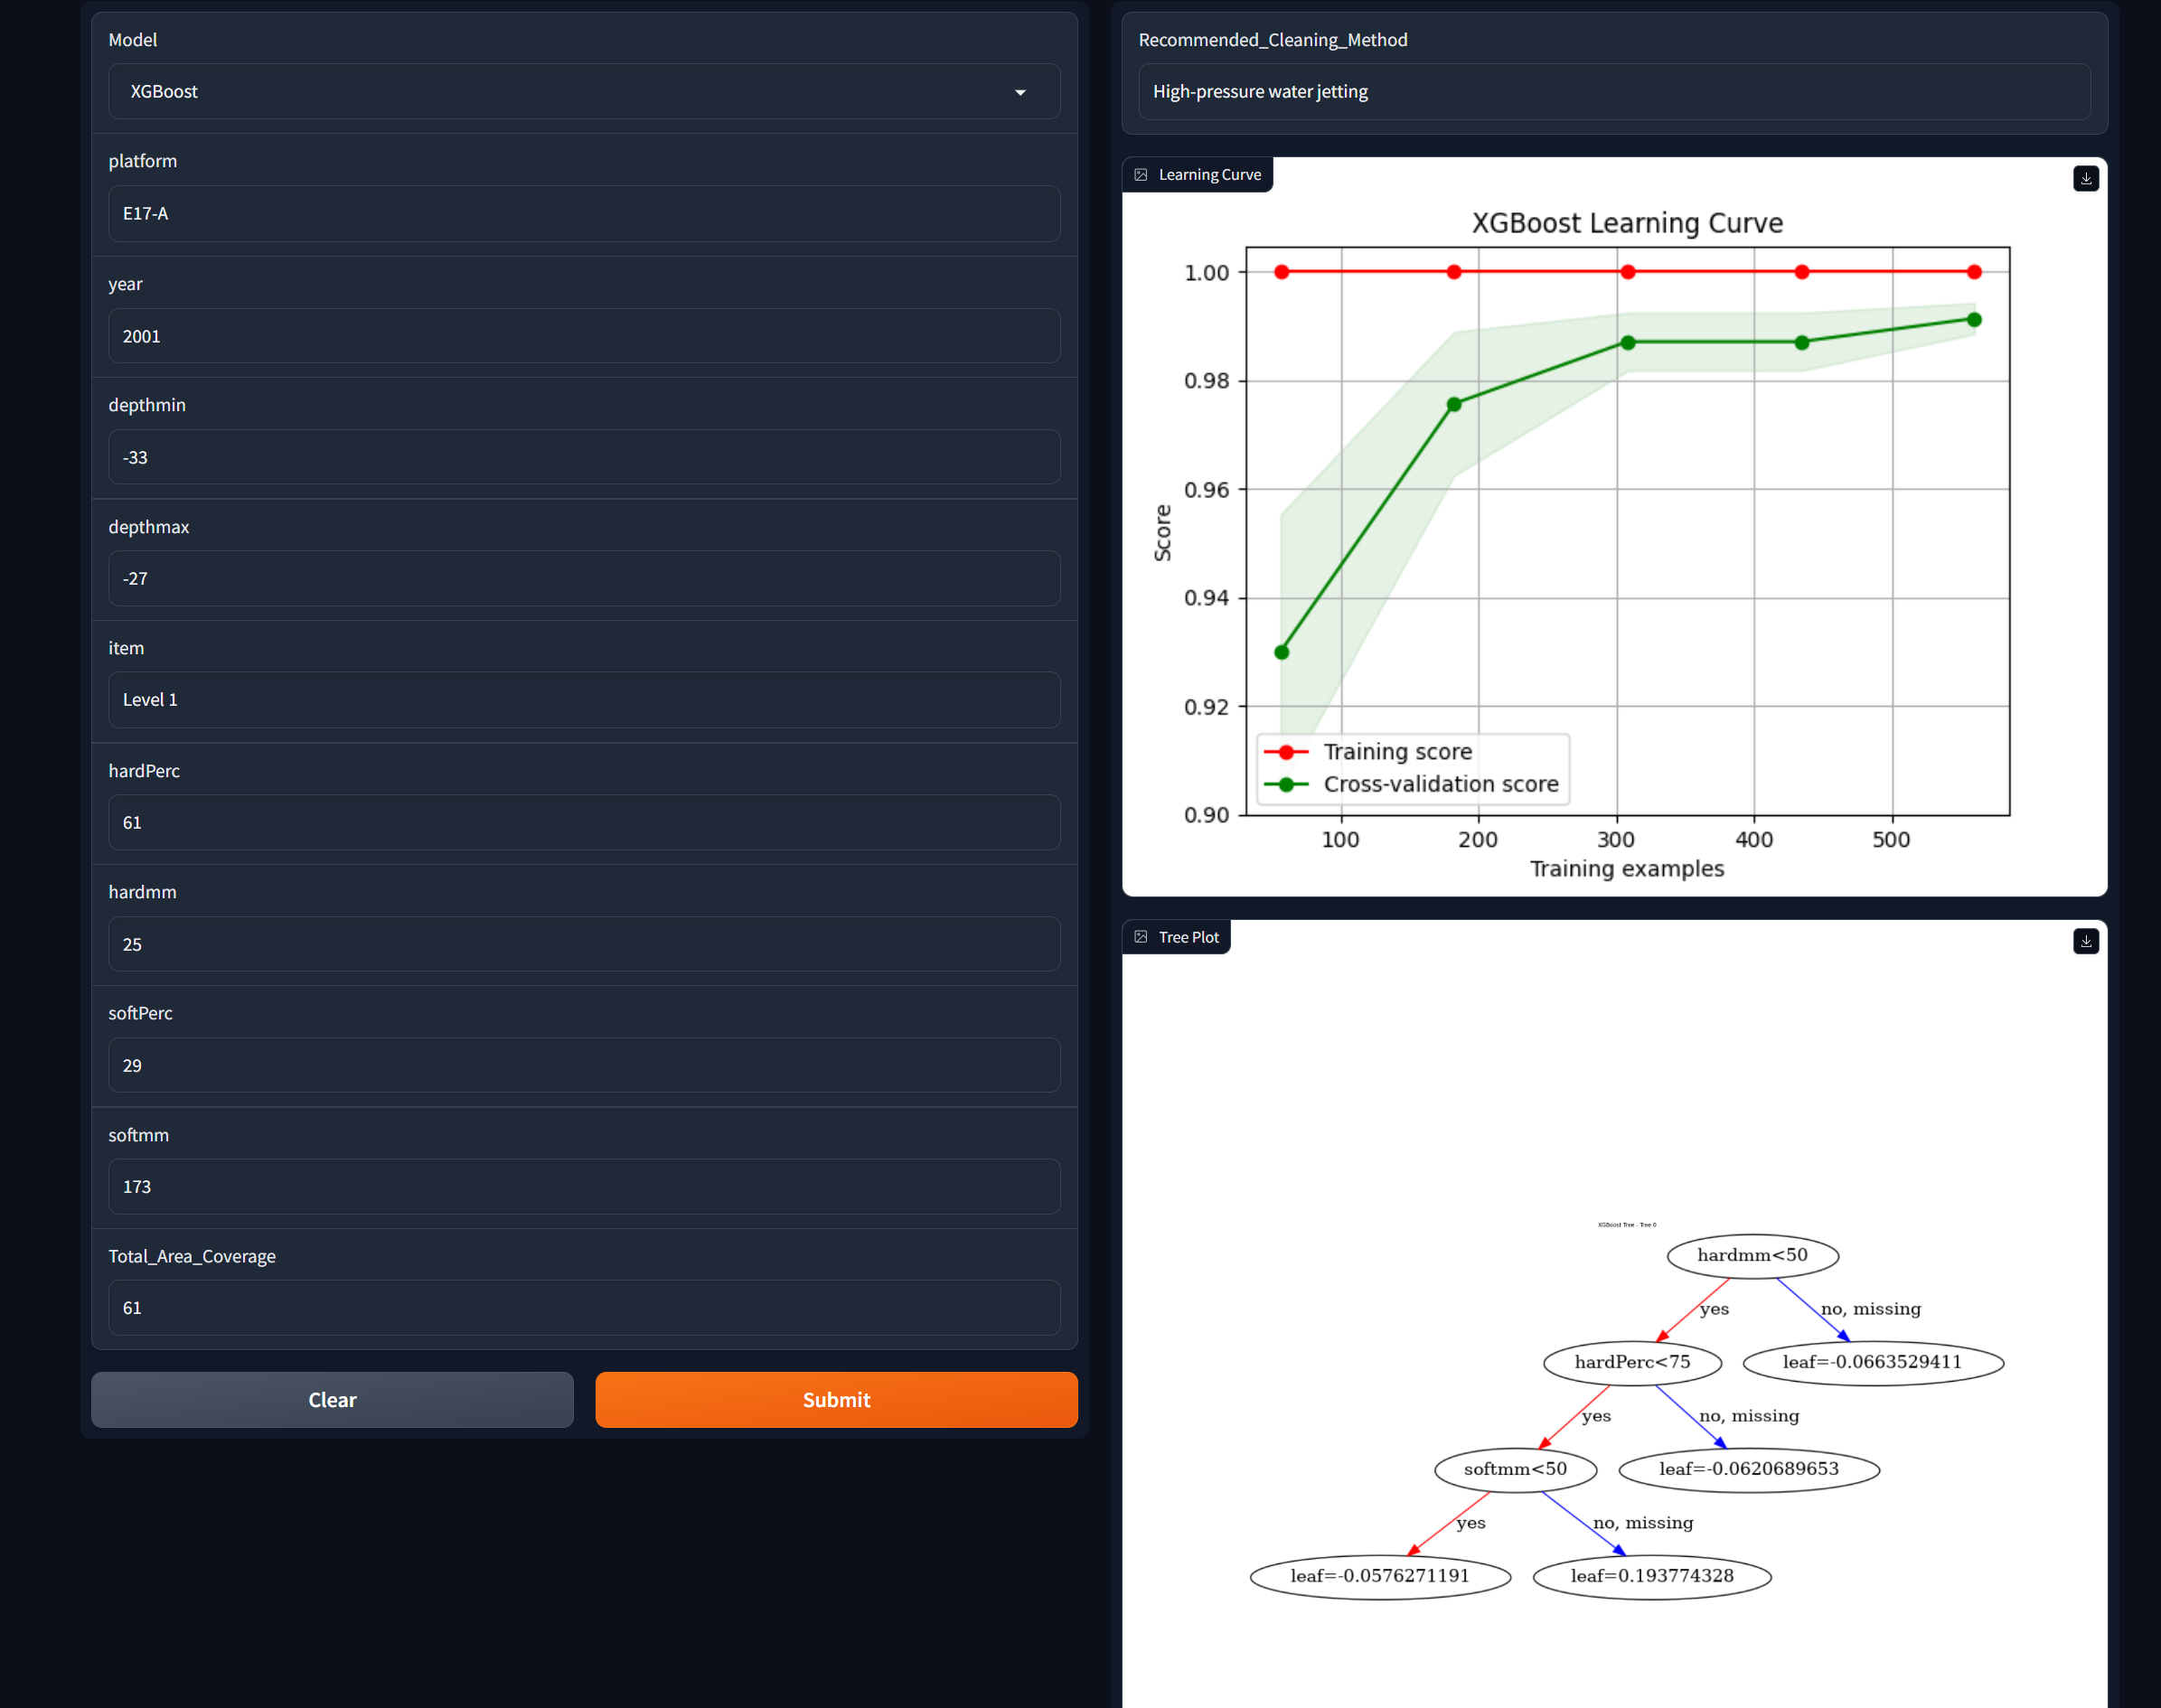 Model
XGBoost
platform
E17-A
year
2001
depthmin
-33
depthmax
-27
item
Level 1
hardPerc
61
hardmm
25
softPerc
29
softmm
173
Total_Area_Coverage
61
Clear
Submit
Recommended_Cleaning_Method
High-pressure water jetting
Learning Curve
XGBoost Learning Curve
1.00
0.98
0.96
0.94
0.92
0.90
Score
Training score
Cross-validation score
100 200 300 400 500
Training examples
Tree Plot
XGBoost Tree - Tree 0
hardmm<50
yes no, missing
hardPerc<75 leaf=-0.0663529411
yes no, missing
softmm<50 leaf=-0.0620689653
yes no, missing
leaf=-0.0576271191 leaf=0.193774328